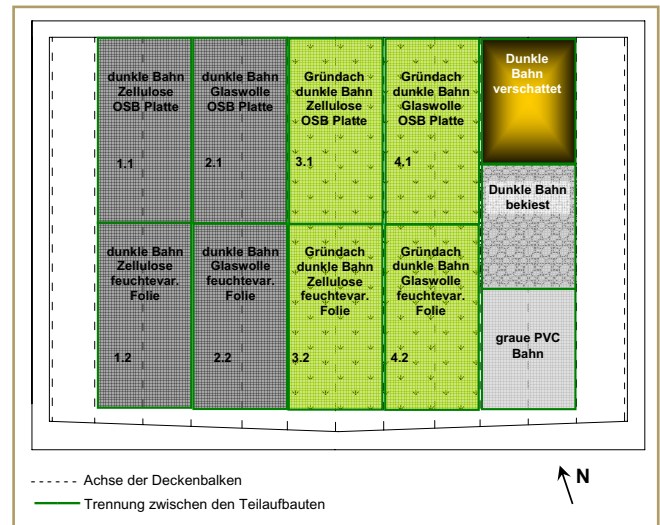 dunkle Bahn
Zellulose
OSB Platte
1.1
dunkle Bahn
Glaswolle
OSB Platte
2.1
Gründach
dunkle Bahn
Zellulose
OSB Platte
3.1
Gründach
dunkle Bahn
Glaswolle
OSB Platte
4.1
Dunkle
Bahn
verschattet
Dunkle Bahn
bekiest
dunkle Bahn
Zellulose
feuchtevar.
Folie
1.2
dunkle Bahn
Glaswolle
feuchtevar.
Folie
2.2
Gründach
dunkle Bahn
Zellulose
feuchtevar.
Folie
3.2
Gründach
dunkle Bahn
Glaswolle
feuchtevar.
Folie
4.2
graue PVC
Bahn
Achse der Deckenbalken
Trennung zwischen den Teilaufbauten
N